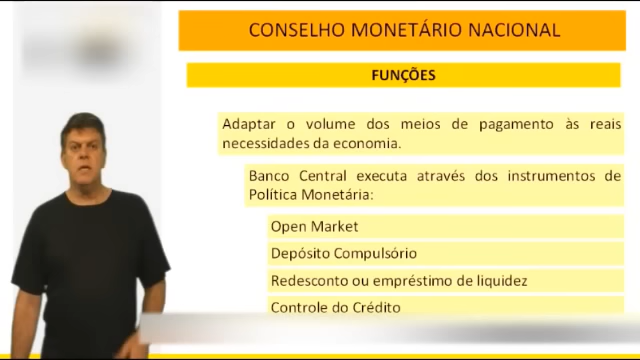 CONSELHO MONETÁRIO NACIONAL
FUNÇÕES
Adaptar o volume dos meios de pagamento às reais
necessidades da economia.
Banco Central executa através dos instrumentos de
Política Monetária:
Open Market
Depósito Compulsório
Redesconto ou empréstimo de liquidez
Controle do Crédito